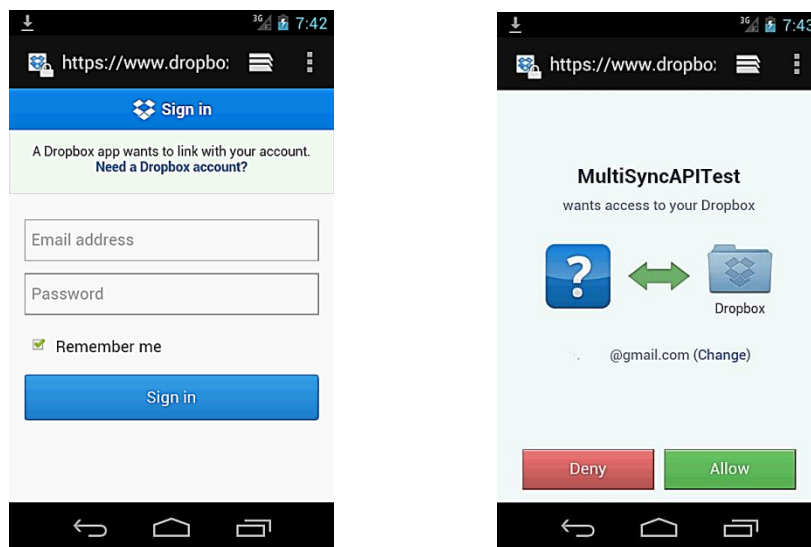 3G 7:42
https://www.dropbo:
Sign in
A Dropbox app wants to link with your account.
Need a Dropbox account?
Email address
Password
Remember me
Sign in
3G 7:43
https://www.dropbo:
MultiSyncAPITest
wants access to your Dropbox
?
Dropbox
@gmail.com (Change)
Deny
Allow